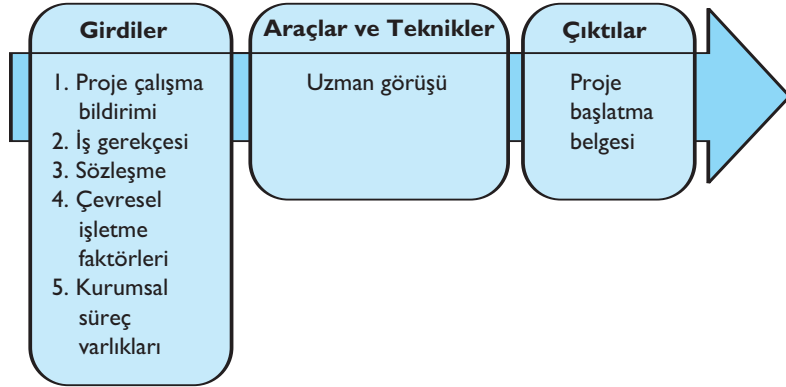 Girdiler
1. Proje çalışma
bildirimi
2. İş gerekçesi
3. Sözleşme
4. Çevresel
işletme
faktörleri
5. Kurumsal
süreç
varlıkları
Araçlar ve Teknikler
Uzman görüşü
Çıktılar
Proje
başlatma
belgesi